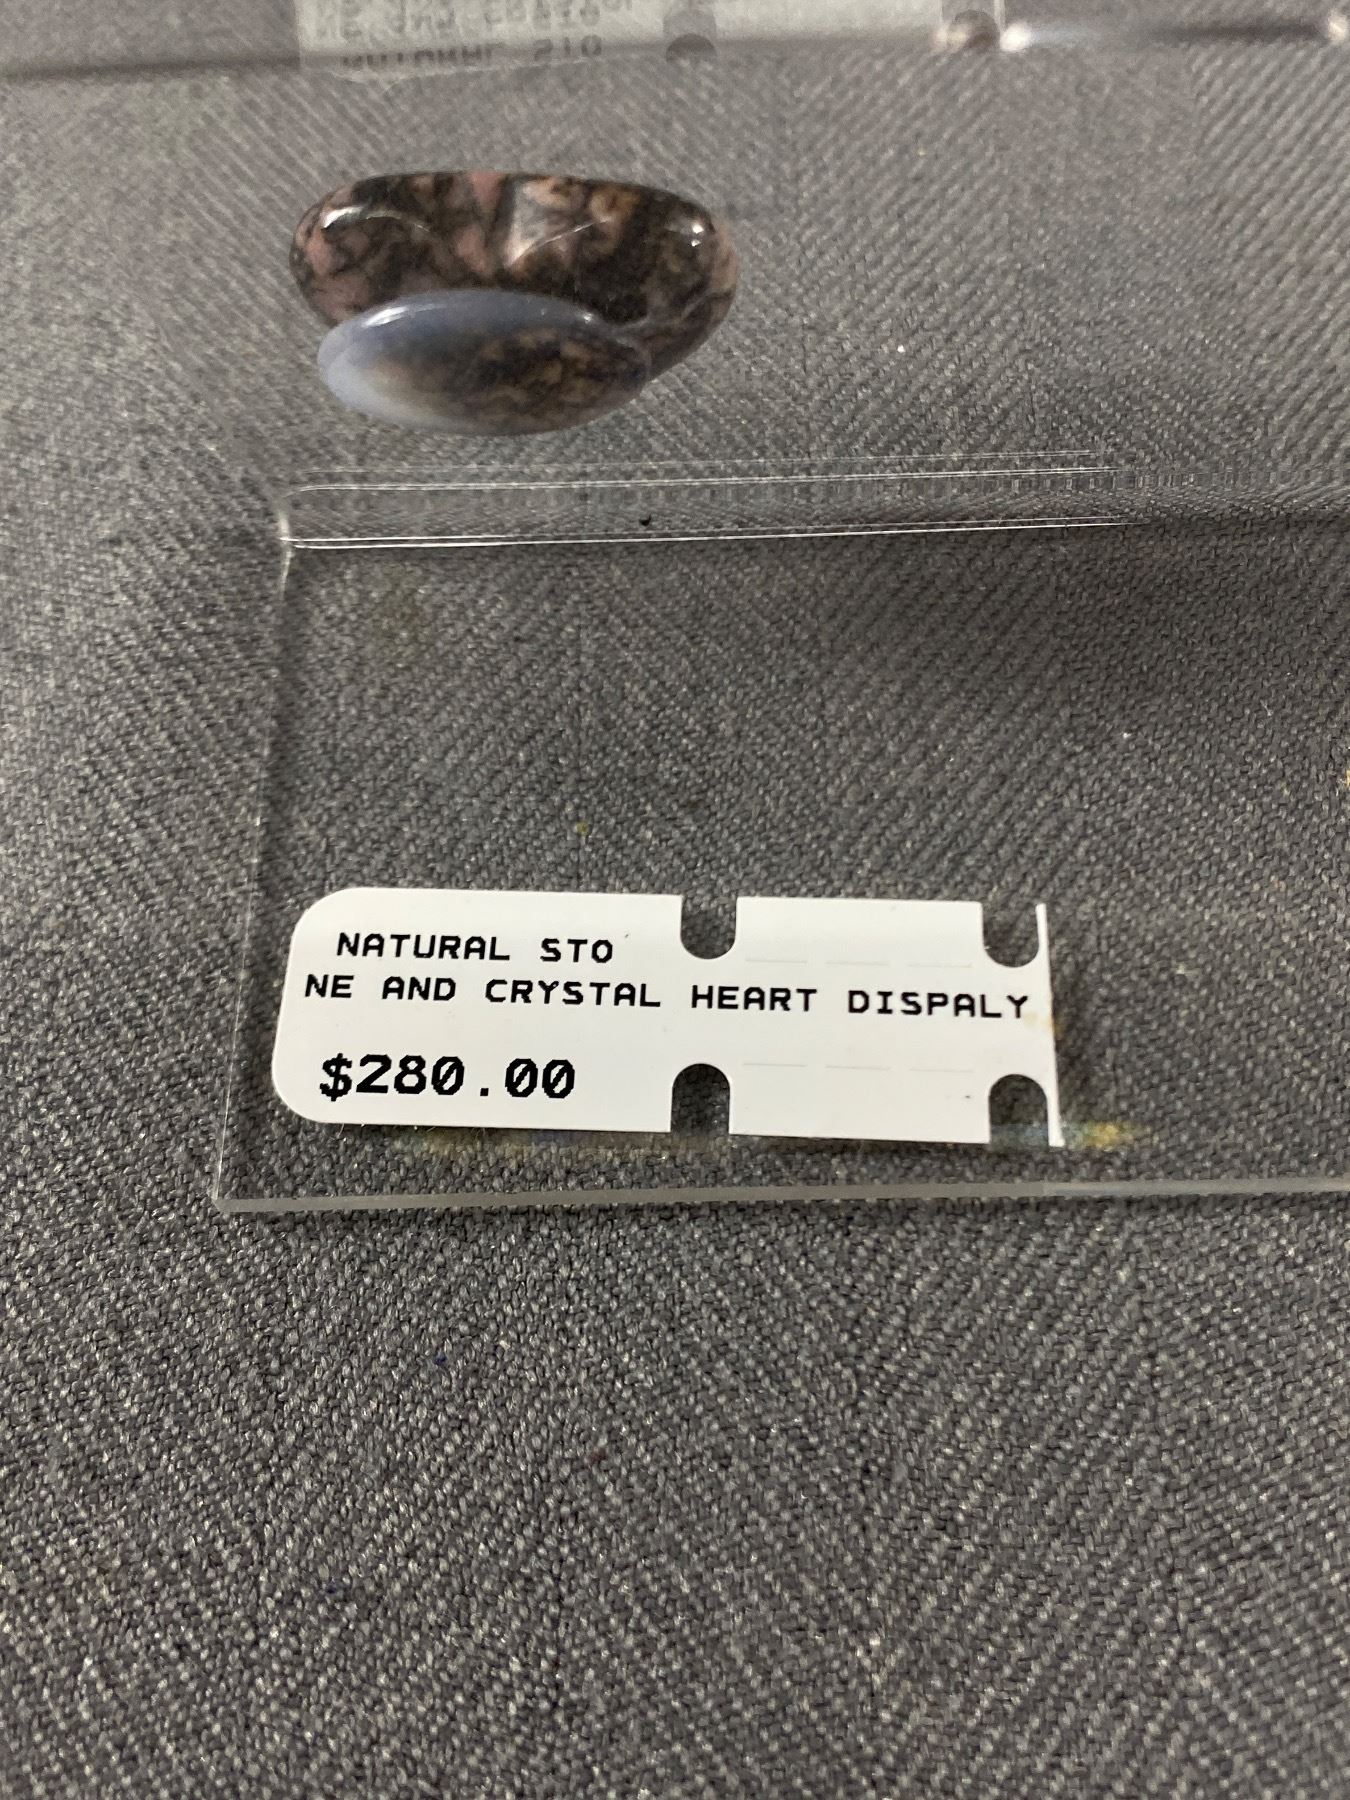 NATURAL STO
NE AND CRYSTAL HEART DISPALY
$280.00